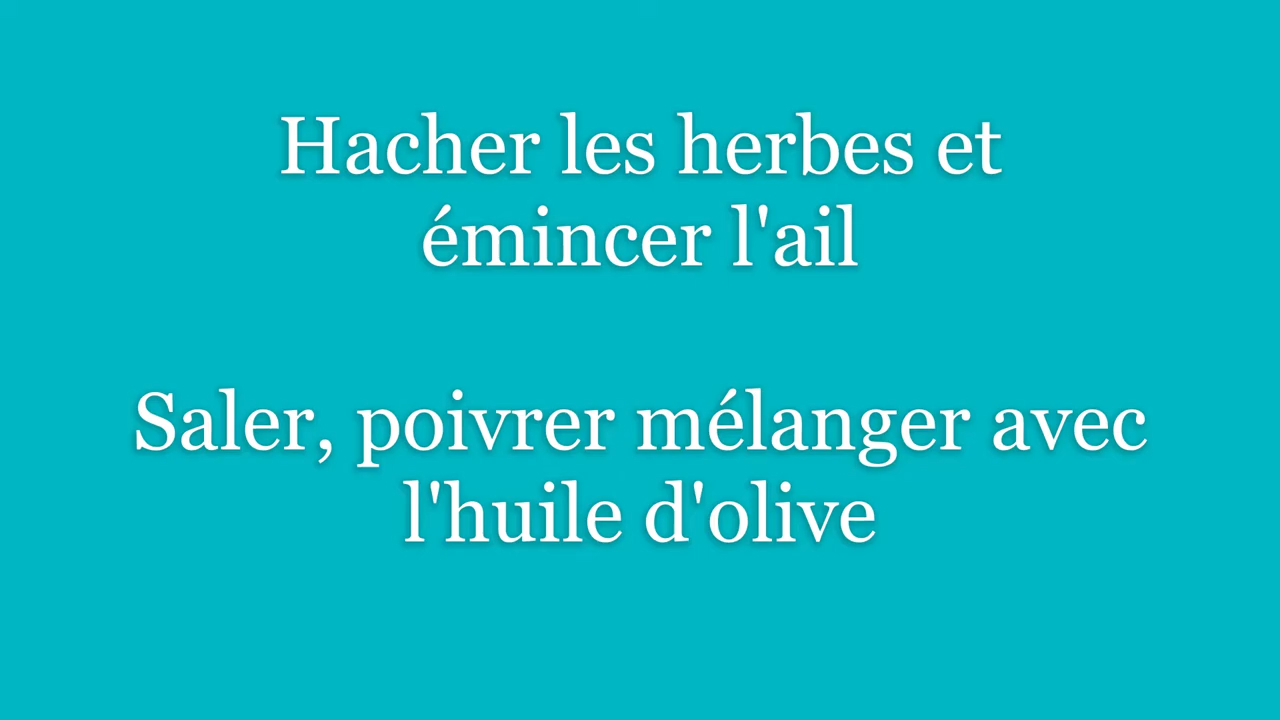 Hacher les herbes et
émincer l'ail
Saler, poivrer mélanger avec
l'huile d'olive